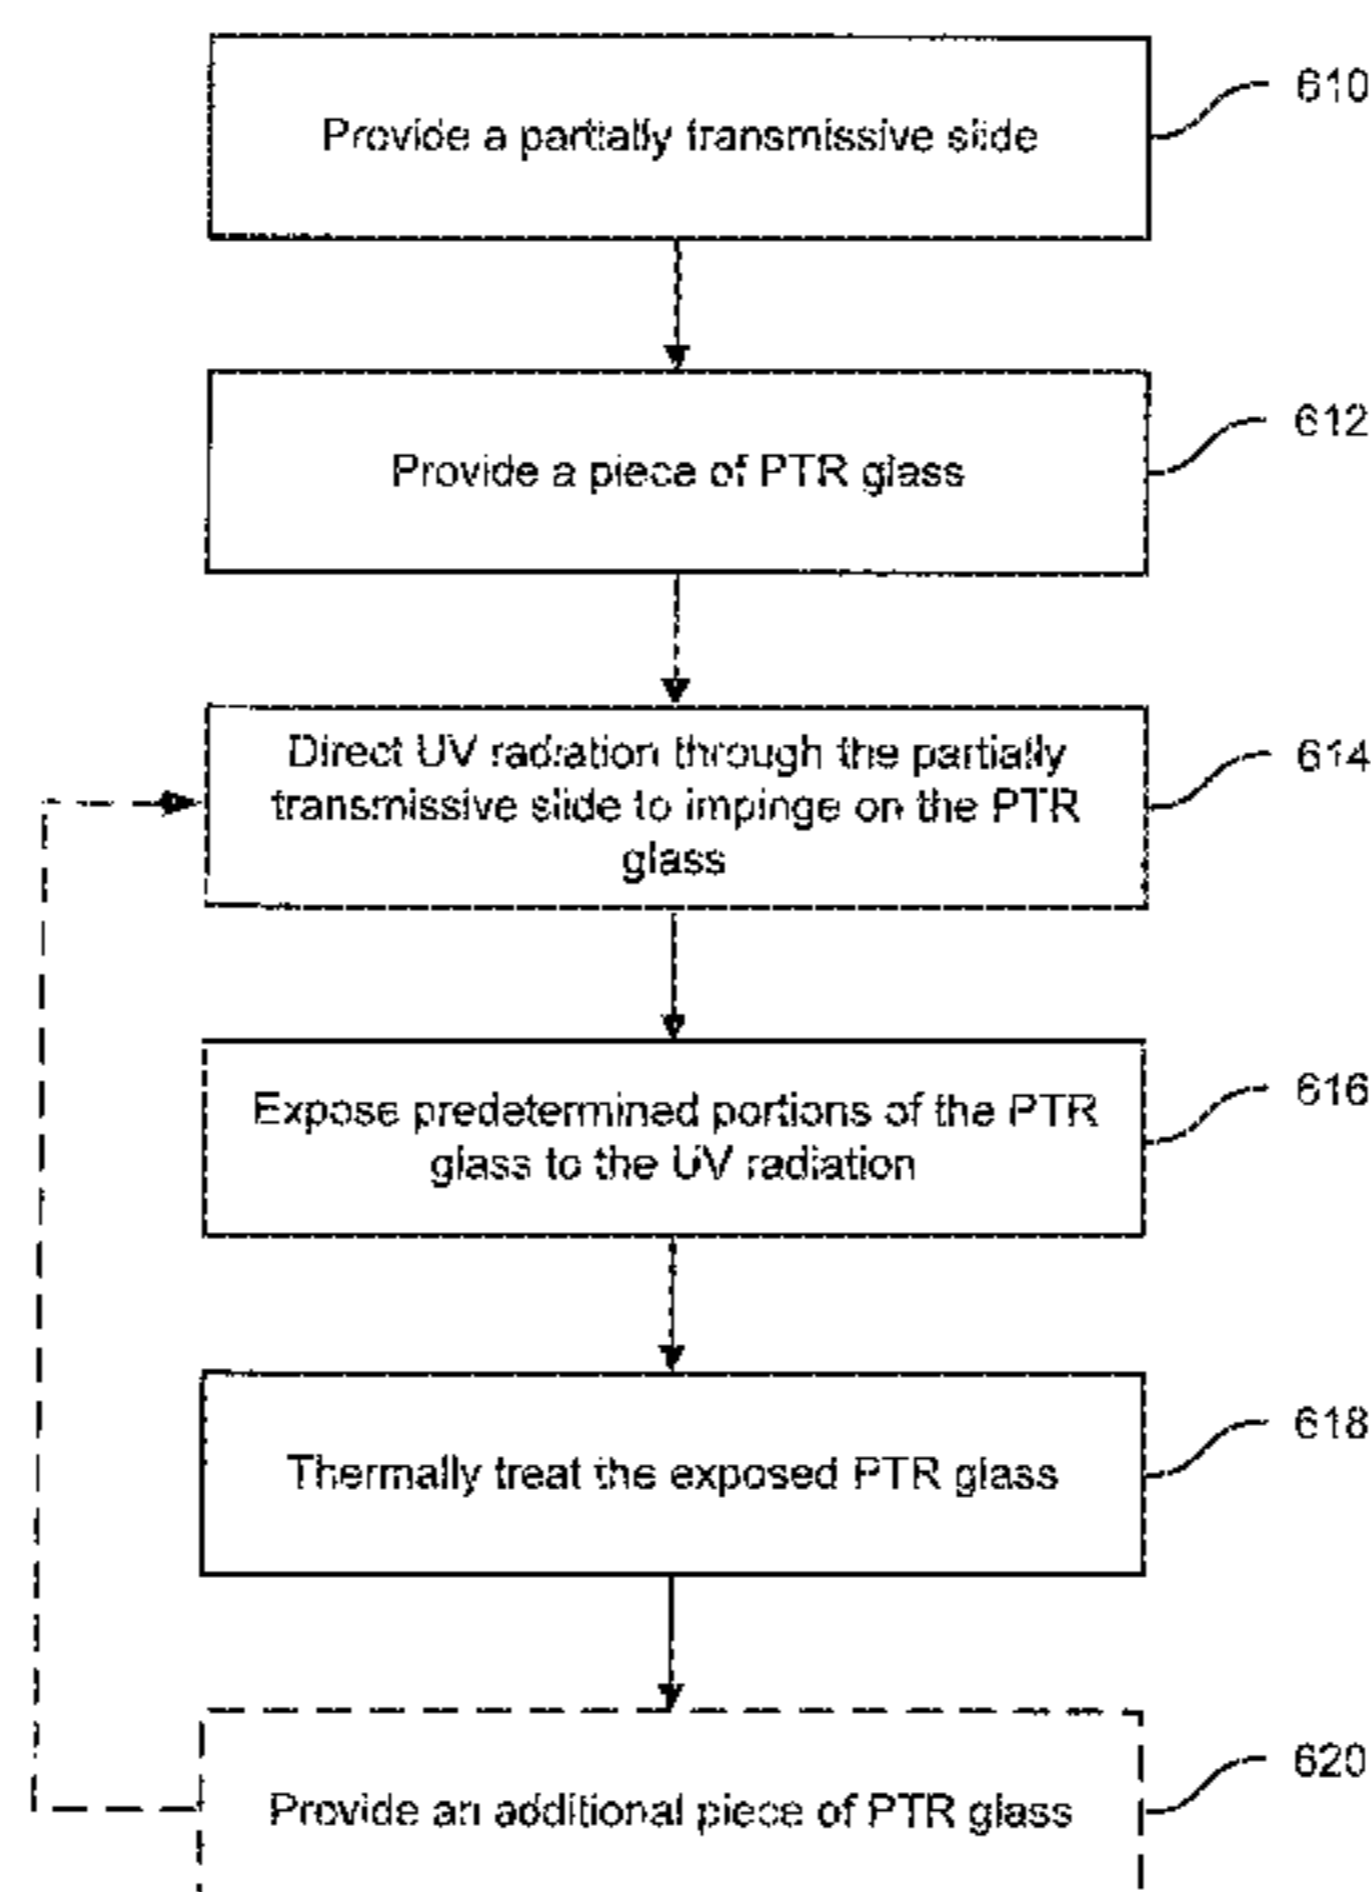 Provide a partially transmissive slide
610
Provide a piece of PTR glass
612
Direct UV radiation through the partially
transmissive slide to impinge on the PTR
glass
614
Expose predetermined portions of the PTR
glass to the UV radiation
616
Thermally treat the exposed PTR glass
618
Provide an additional piece of PTR glass
620